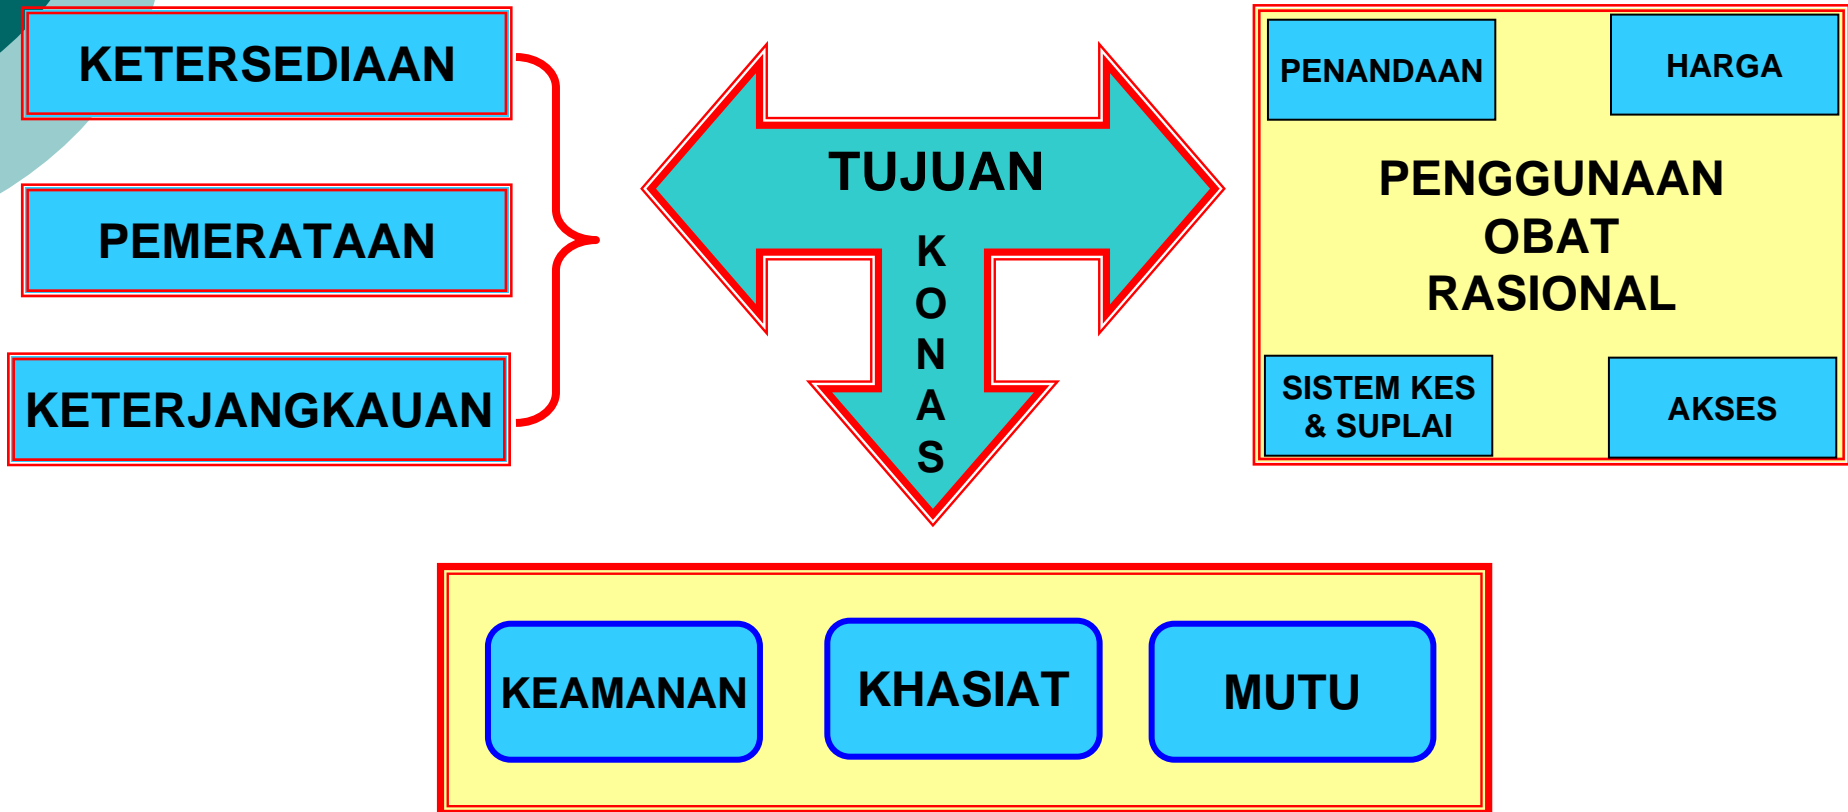 KETERSEDIAAN
PEMERATAAN
KETERJANGKAUAN
TUJUAN
K
O
N
A
S
PENANDAAN
HARGA
PENGGUNAAN
OBAT
RASIONAL
SISTEM KES
& SUPLAI
AKSES
KEAMANAN
KHASIAT
MUTU